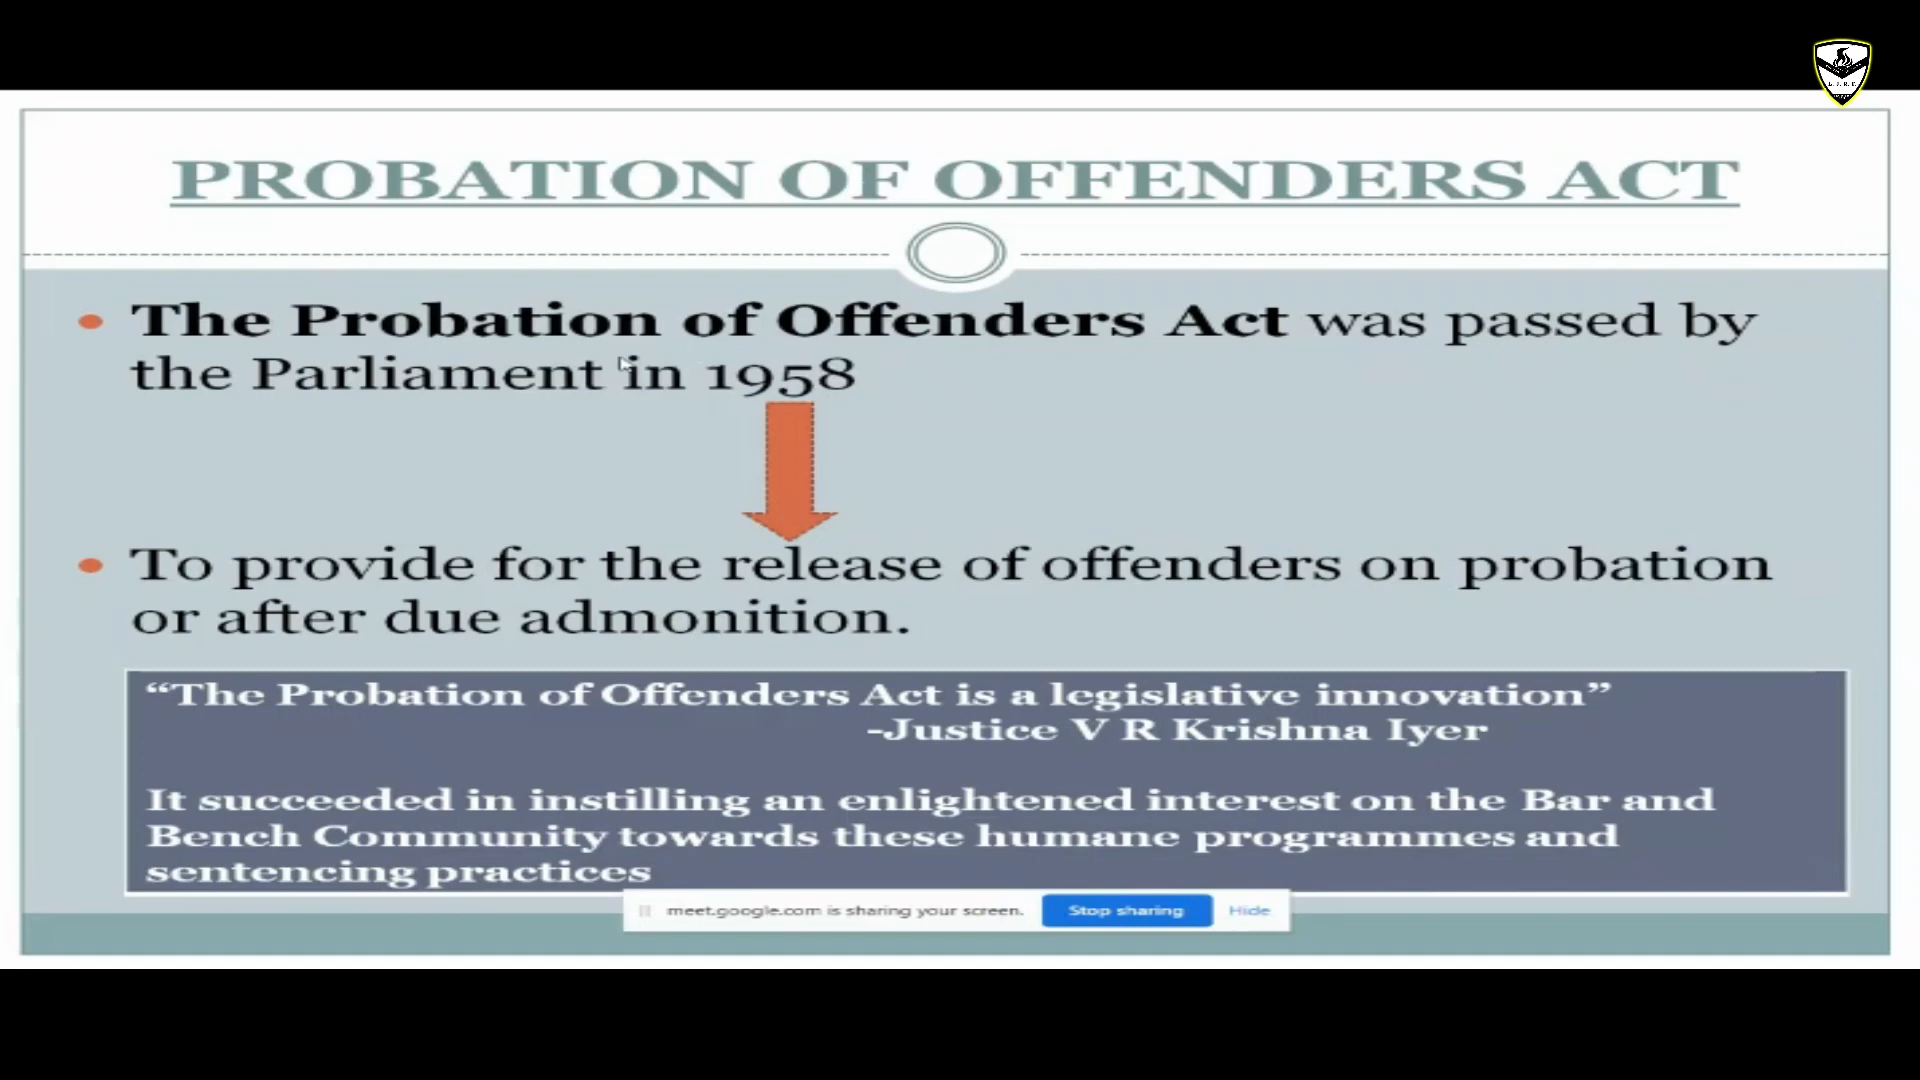 PROBATION OF OFFENDERS ACT
The Probation of Offenders Act was passed by
the Parliament in 1958
To provide for the release of offenders on probation
or after due admonition.
“The Probation of Offenders Act is a legislative innovation”
-Justice V R Krishna Iyer
It succeeded in instilling an enlightened interest on the Bar and
Bench Community towards these humane programmes and
sentencing practices
meet.google.com is sharing your screen. Stop sharing Hide